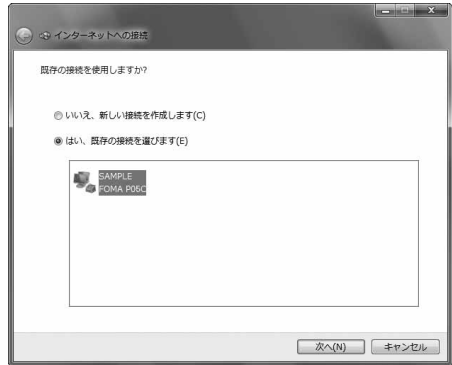 インターネットへの接続
既存の接続を使用しますか?
いいえ、新しい接続を作成します(C)
はい、既存の接続を選びます(E)
SAMPLE
FOMA P06C
次へ(N)
キャンセル